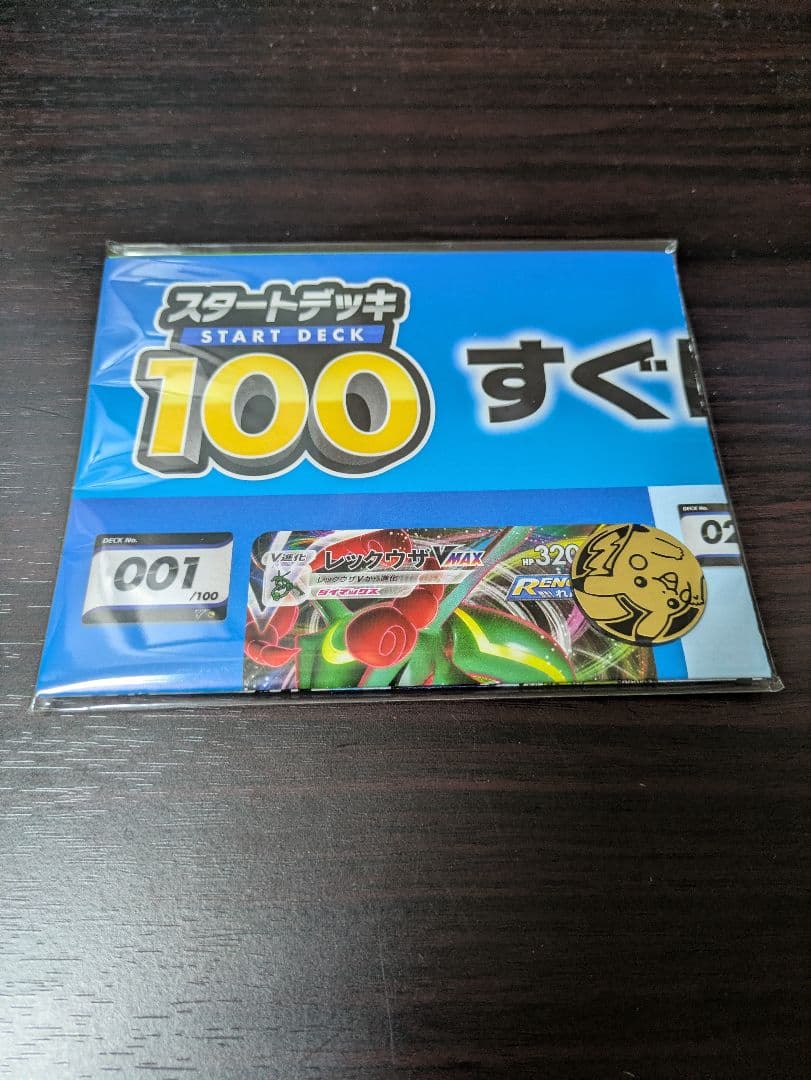 スタートデッキ
START DECK
100
すぐ
DECK No.
001
/100
V進化
レックウザVMAX
レックウザVから進化
ダイマックス
HP 320
DECK No.
02